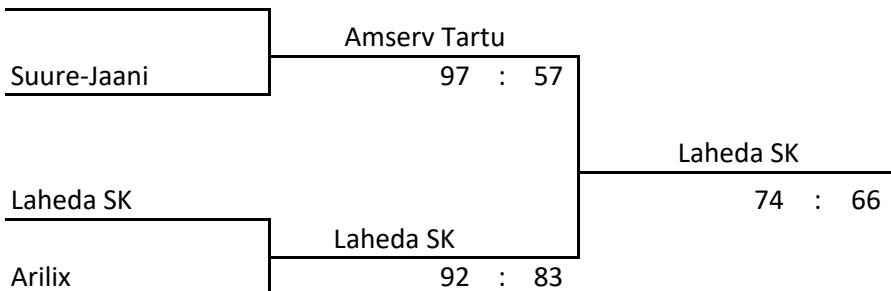 Amserv Tartu
Suure-Jaani 97 : 57
Laheda SK
Laheda SK 74 : 66
Laheda SK
Arilix 92 : 83